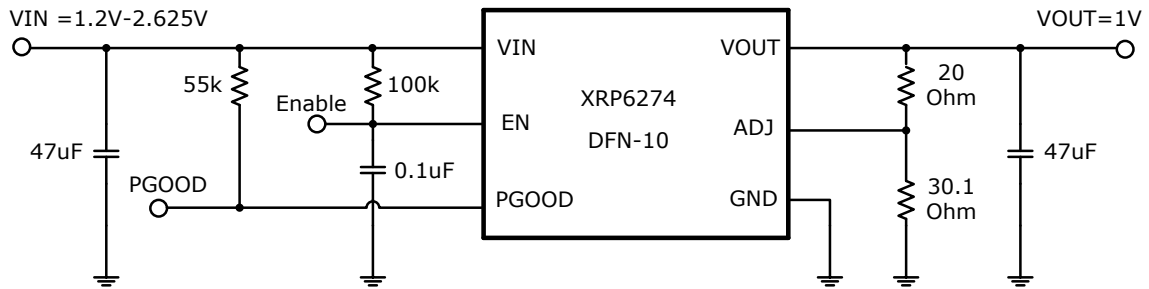 VIN =1.2V-2.625V
VOUT=1V
VIN
VOUT
55k
100k
20
Ohm
Enable
XRP6274
EN
ADJ
DFN-10
47uF
0.1uF
47uF
PGOOD
PGOOD
GND
30.1
Ohm